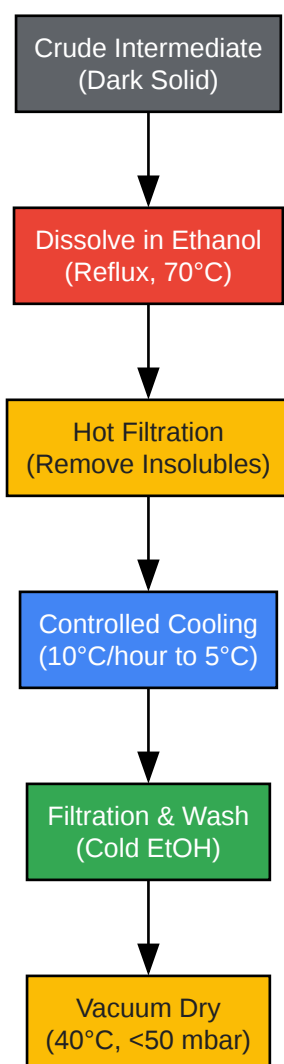 Crude Intermediate
(Dark Solid)
Dissolve in Ethanol
(Reflux, 70°C)
Hot Filtration
(Remove Insolubles)
Controlled Cooling
(10°C/hour to 5°C)
Filtration & Wash
(Cold EtOH)
Vacuum Dry
(40°C, <50 mbar)